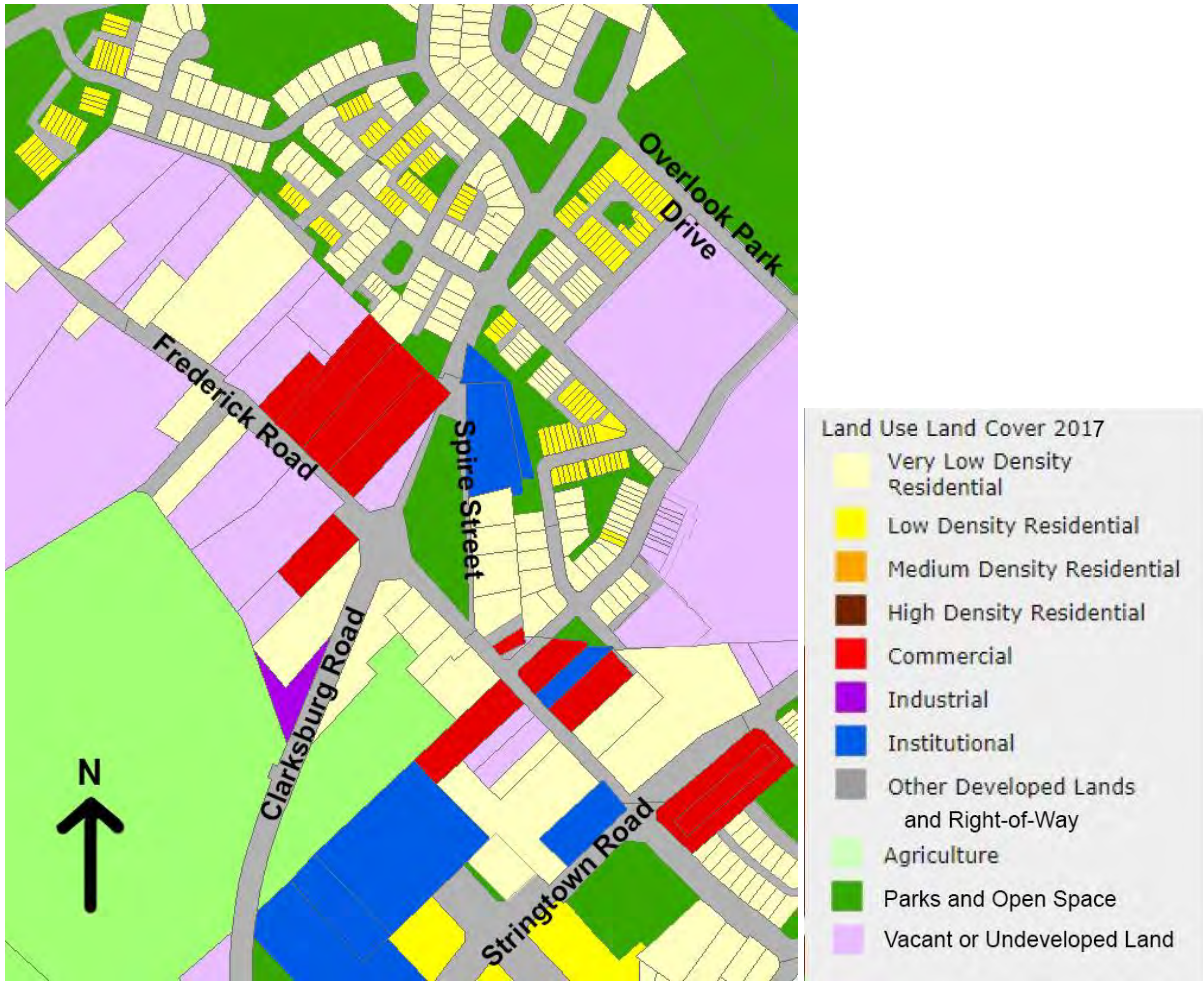 Overlook Park
Drive
Frederick Road
Spire Street
Clarksburg Road
N
Stringtown Road
Land Use Land Cover 2017
Very Low Density
Residential
Low Density Residential
Medium Density Residential
High Density Residential
Commercial
Industrial
Institutional
Other Developed Lands
and Right-of-Way
Agriculture
Parks and Open Space
Vacant or Undeveloped Land